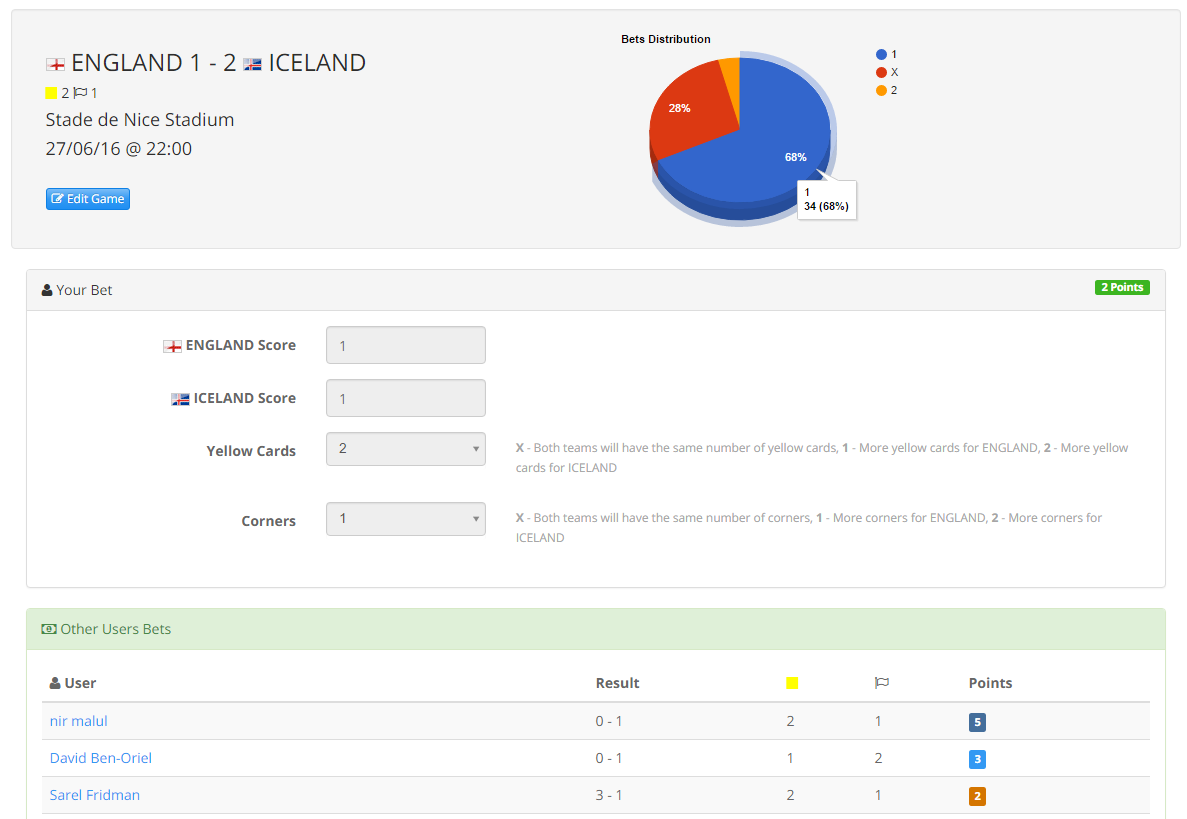 ENGLAND 1 - 2 ICELAND
2 1
Stade de Nice Stadium
27/06/16 @ 22:00
Edit Game
Bets Distribution
28%
68%
1
34 (68%)
1
X
2
Your Bet
2 Points
ENGLAND Score 1
ICELAND Score 1
Yellow Cards 2
X - Both teams will have the same number of yellow cards, 1 - More yellow cards for ENGLAND, 2 - More yellow
cards for ICELAND
Corners 1
X - Both teams will have the same number of corners, 1 - More corners for ENGLAND, 2 - More corners for
ICELAND
Other Users Bets
User Result Points
nir malul 0 - 1 2 1 5
David Ben-Oriel 0 - 1 1 2 3
Sarel Fridman 3 - 1 2 1 2